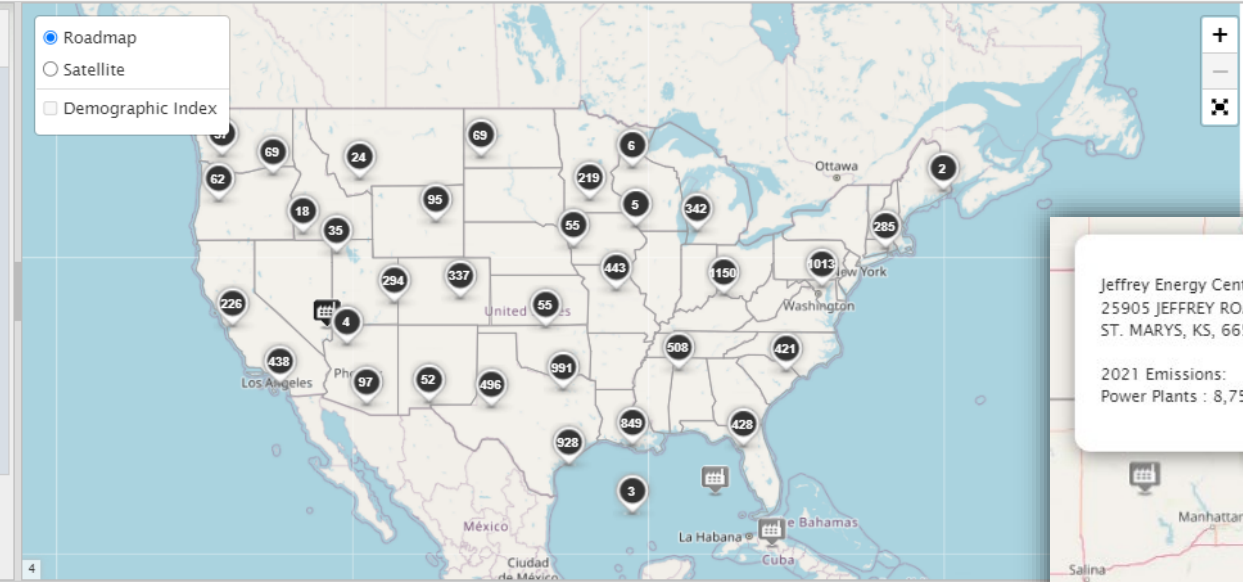 Roadmap
Satellite
Demographic Index
+
69
6
69
24
Ottawa
2
62
219
95
18
5
342
35
55
285
443
1150
1013
New York
294
337
Washington
226
United
55
4
508
421
438
991
Los Angeles
97
52
496
849
428
928
3
México
La Habana
Bahamas
Cuba
Ciudad
de México
4
Jeffrey Energy Cent
25905 JEFFREY RO
ST. MARYS, KS, 66
2021 Emissions:
Power Plants : 8,75
Manhattan
Salina